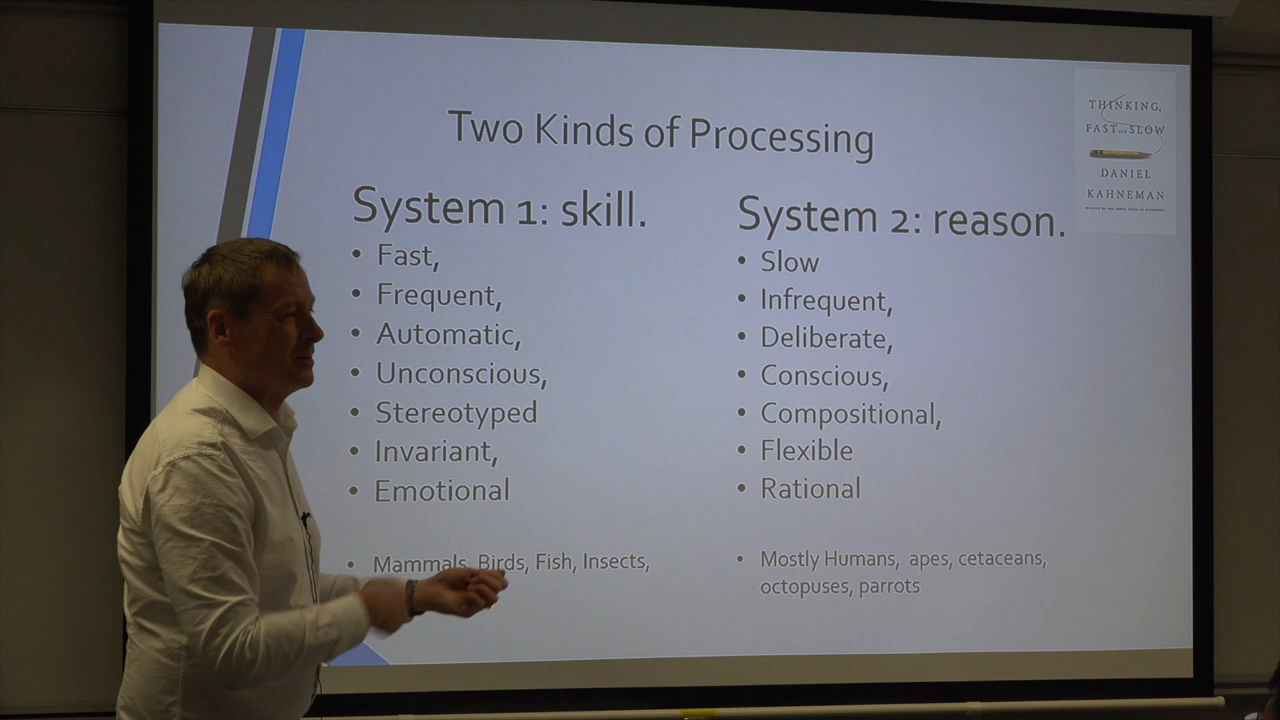 Two Kinds of Processing
System 1: skill.
• Fast,
• Frequent,
• Automatic,
• Unconscious,
• Stereotyped
• Invariant,
• Emotional
• Mammals, Birds, Fish, Insects,
System 2: reason.
• Slow
• Infrequent,
• Deliberate,
• Conscious,
• Compositional,
• Flexible
• Rational
• Mostly Humans, apes, cetaceans,
octopuses, parrots
THINKING,
FAST AND SLOW
DANIEL
KAHNEMAN